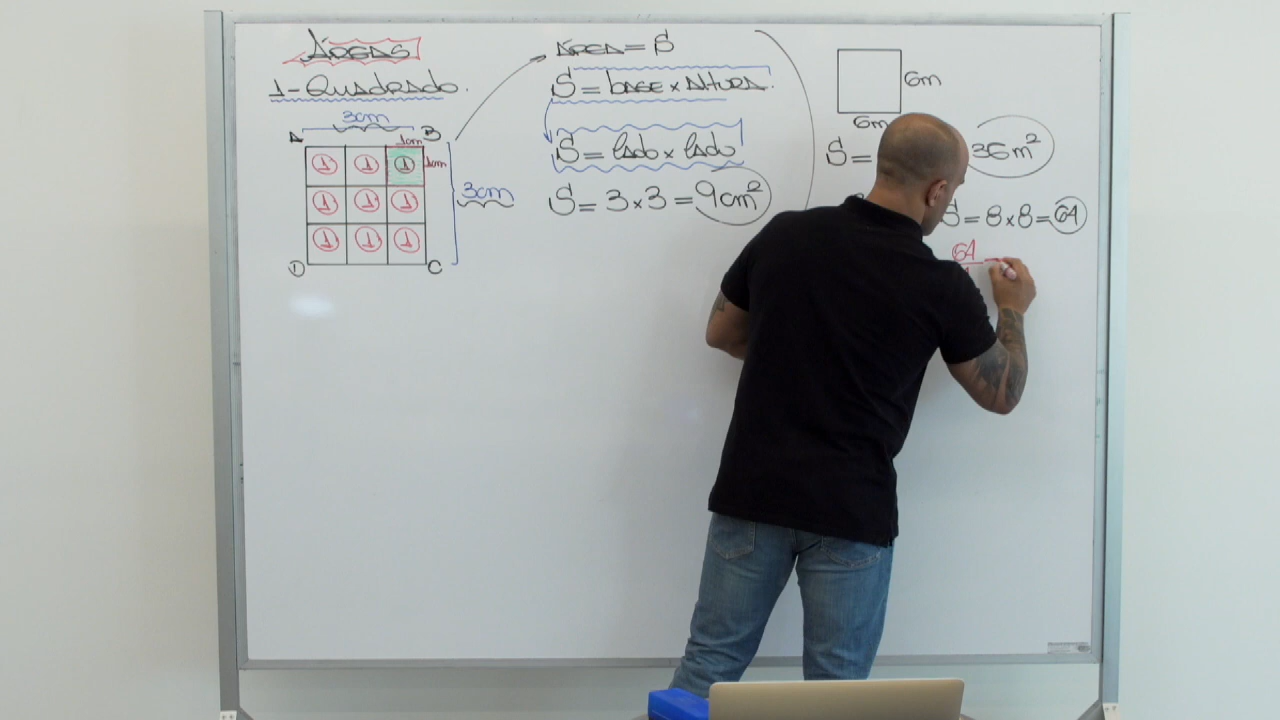 Áreas
1-Quadrado.
3cm
A B
1cm
1 1 1 1cm
1 1 1 3cm
1 1 1
D C
Área = S
S = base x altura.
S = lado x lado
S = 3 x 3 = 9cm²
6m
6m
S = 36m²
S = 8 x 8 = 64
64